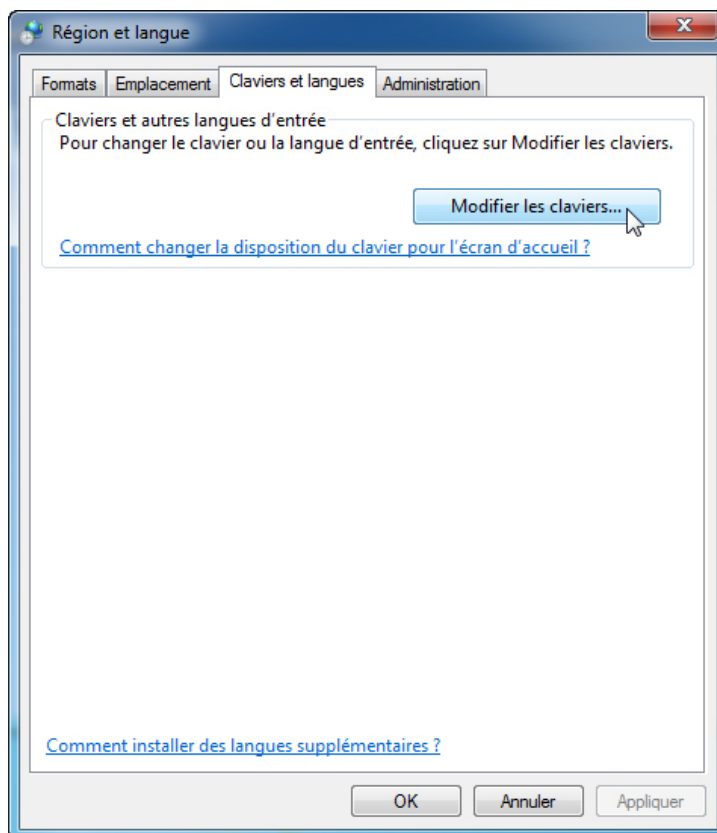 Région et langue
Formats Emplacement Claviers et langues Administration
Claviers et autres langues d'entrée
Pour changer le clavier ou la langue d'entrée, cliquez sur Modifier les claviers.
Modifier les claviers...
Comment changer la disposition du clavier pour l'écran d'accueil ?
Comment installer des langues supplémentaires ?
OK Annuler Appliquer